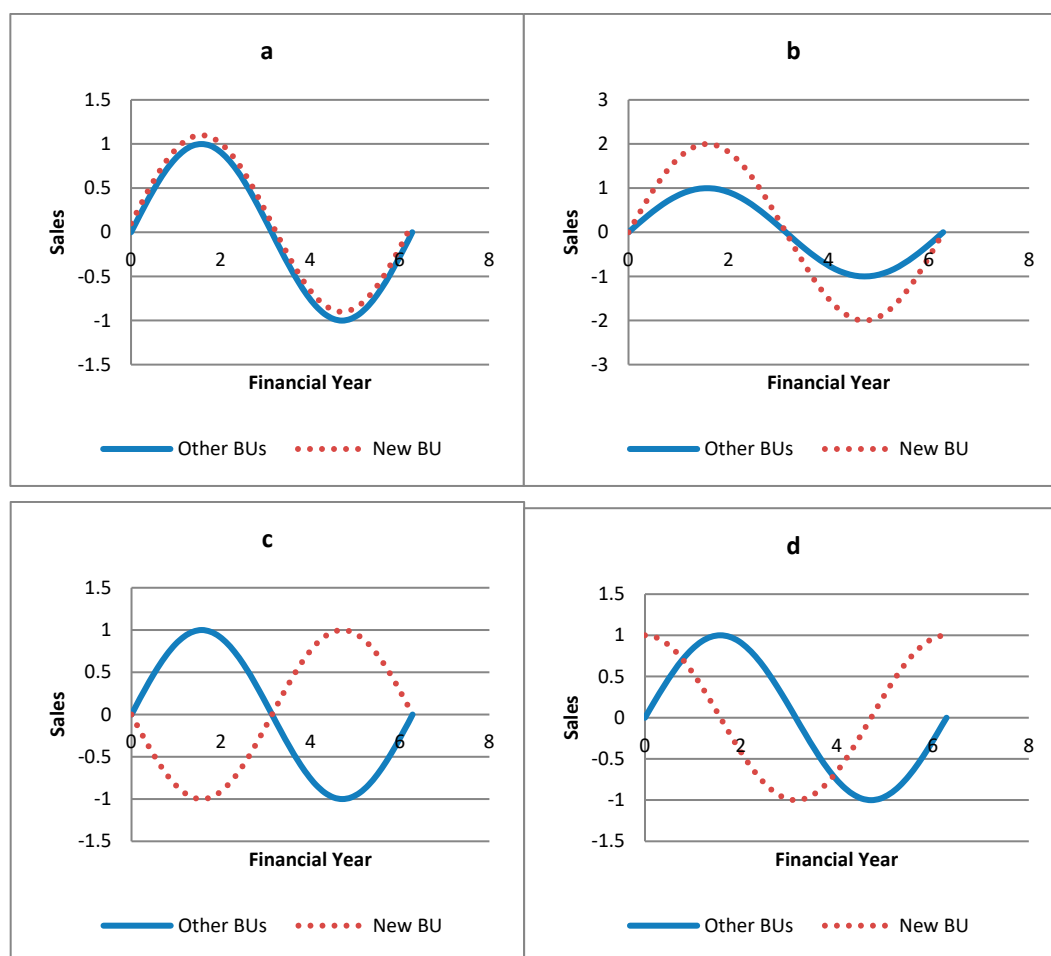 a
1.5
1
0.5
0
-0.5
-1
-1.5
0 2 4 6 8
Sales
Financial Year
Other BUs New BU
b
3
2
1
0
-1
-2
-3
0 2 4 6 8
Sales
Financial Year
Other BUs New BU
c
1.5
1
0.5
0
-0.5
-1
-1.5
0 2 4 6 8
Sales
Financial Year
Other BUs New BU
d
1.5
1
0.5
0
-0.5
-1
-1.5
0 2 4 6 8
Sales
Financial Year
Other BUs New BU